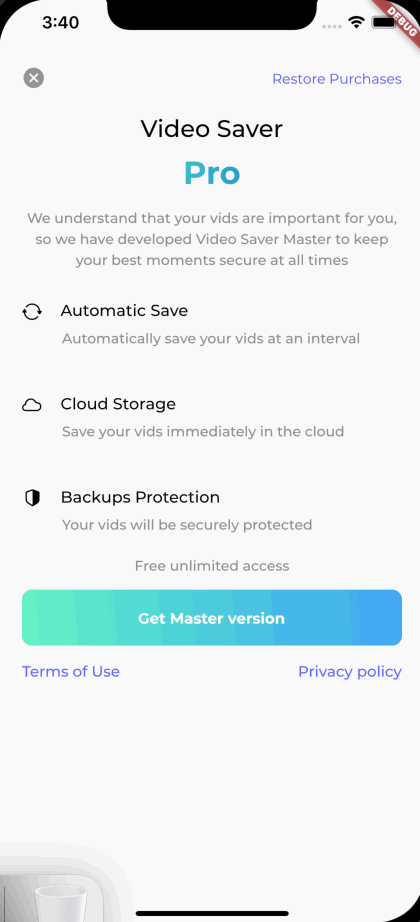 3:40
DEBUG
Restore Purchases
Video Saver
Pro
We understand that your vids are important for you,
so we have developed Video Saver Master to keep
your best moments secure at all times
Automatic Save
Automatically save your vids at an interval
Cloud Storage
Save your vids immediately in the cloud
Backups Protection
Your vids will be securely protected
Free unlimited access
Get Master version
Terms of Use
Privacy policy